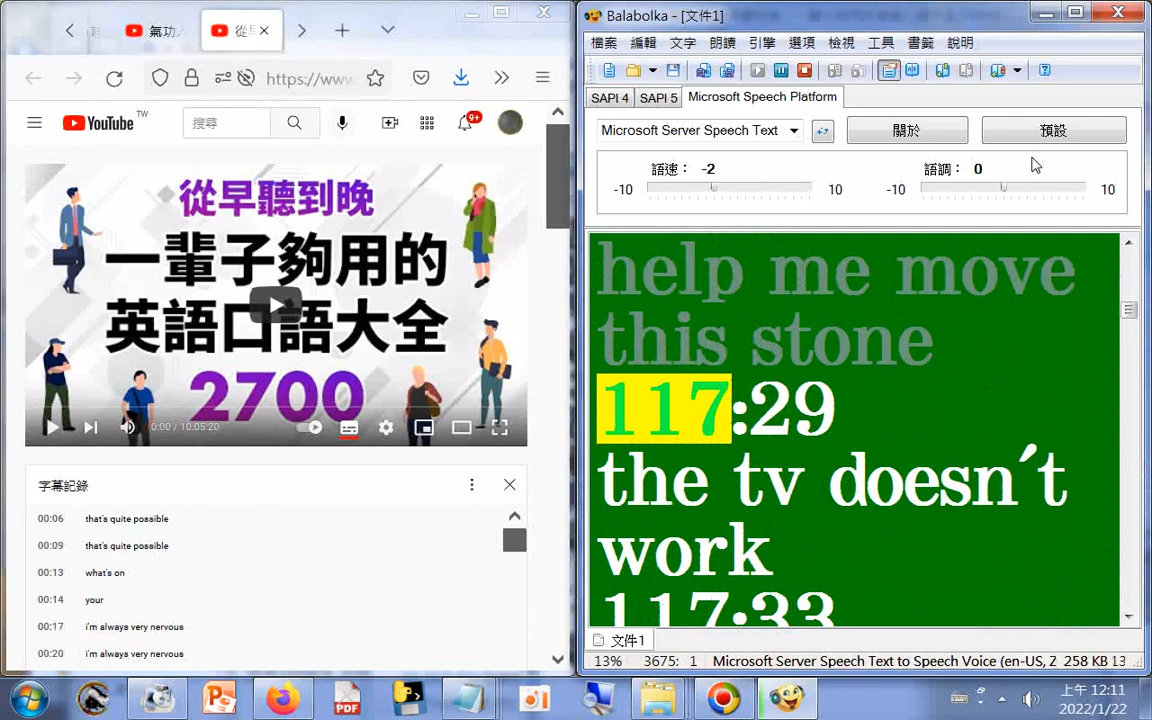 氣功
從
https://www
YouTube TW
搜尋
9+
從早聽到晚
一輩子夠用的
英語口語大全
2700
0:00 / 10:05:20
字幕記錄
00:06 that's quite possible
00:09 that's quite possible
00:13 what's on
00:14 your
00:17 i'm always very nervous
00:20 i'm always very nervous
Balabolka - [文件1]
檔案 編輯 文字 朗讀 引擎 選項 檢視 工具 書籤 說明
SAPI 4 SAPI 5 Microsoft Speech Platform
Microsoft Server Speech Text 關於 預設
語速： -2 語調： 0
-10 10 -10 10
help me move
this stone
117:29
the tv doesn't
work
117:33
文件1
13% 3675: 1 Microsoft Server Speech Text to Speech Voice (en-US, Z 258 KB 13
PDF
上午 12:11
2022/1/22